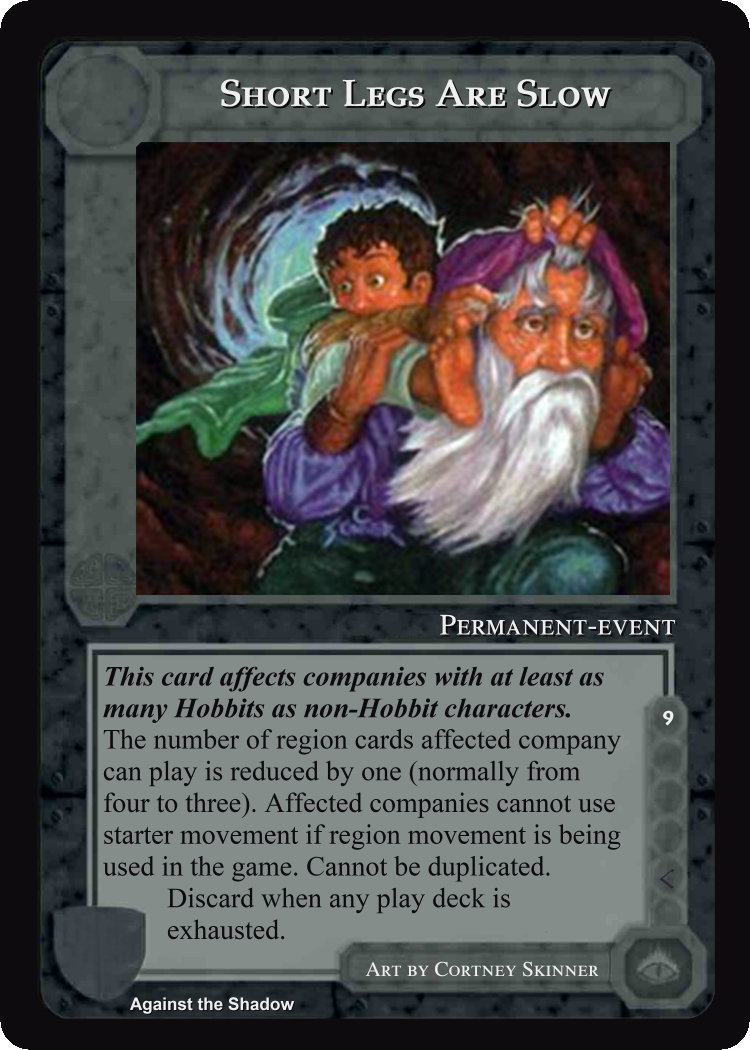 Short Legs Are Slow
Permanent-event
This card affects companies with at least as
many Hobbits as non-Hobbit characters.
The number of region cards affected company
can play is reduced by one (normally from
four to three). Affected companies cannot use
starter movement if region movement is being
used in the game. Cannot be duplicated.
Discard when any play deck is
exhausted.
9
Art by Cortney Skinner
Against the Shadow